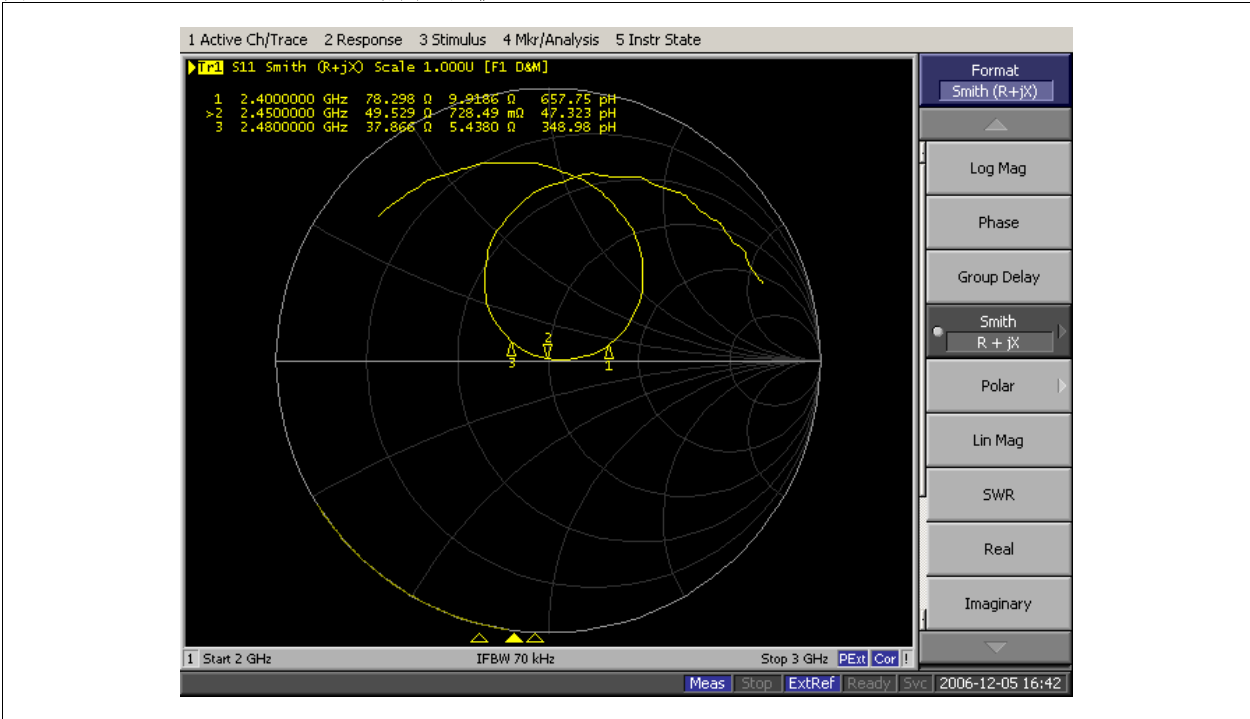 1 Active Ch/Trace 2 Response 3 Stimulus 4 Mkr/Analysis 5 Instr State
Tr1 S11 Smith (R+jX) Scale 1.000U [F1 D&M]
1 2.4000000 GHz 78.298 Ω 9.9186 Ω 657.75 pH
>2 2.4500000 GHz 49.529 Ω 728.49 mΩ 47.323 pH
3 2.4800000 GHz 37.866 Ω 5.4380 Ω 348.98 pH
2
3
1
Format
Smith (R+jX)
Log Mag
Phase
Group Delay
Smith
R + jX
Polar
Lin Mag
SWR
Real
Imaginary
1 Start 2 GHz IFBW 70 kHz Stop 3 GHz PExt Cor !
Meas Stop ExtRef Ready Svc 2006-12-05 16:42